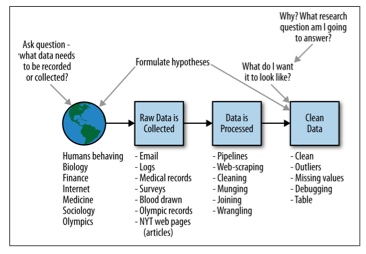 Why? What research
question am I going
to answer?
Ask question -
what data needs
to be recorded
or collected?
Formulate hypotheses
What do I want
it to look like?
Raw Data is
Collected
Data is
Processed
Clean
Data
Humans behaving
Biology
Finance
Internet
Medicine
Sociology
Olympics
- Email
- Logs
- Medical records
- Surveys
- Blood drawn
- Olympic records
- NYT web pages
(articles)
- Pipelines
- Web-scraping
- Cleaning
- Munging
- Joining
- Wrangling
- Clean
- Outliers
- Missing values
- Debugging
- Table